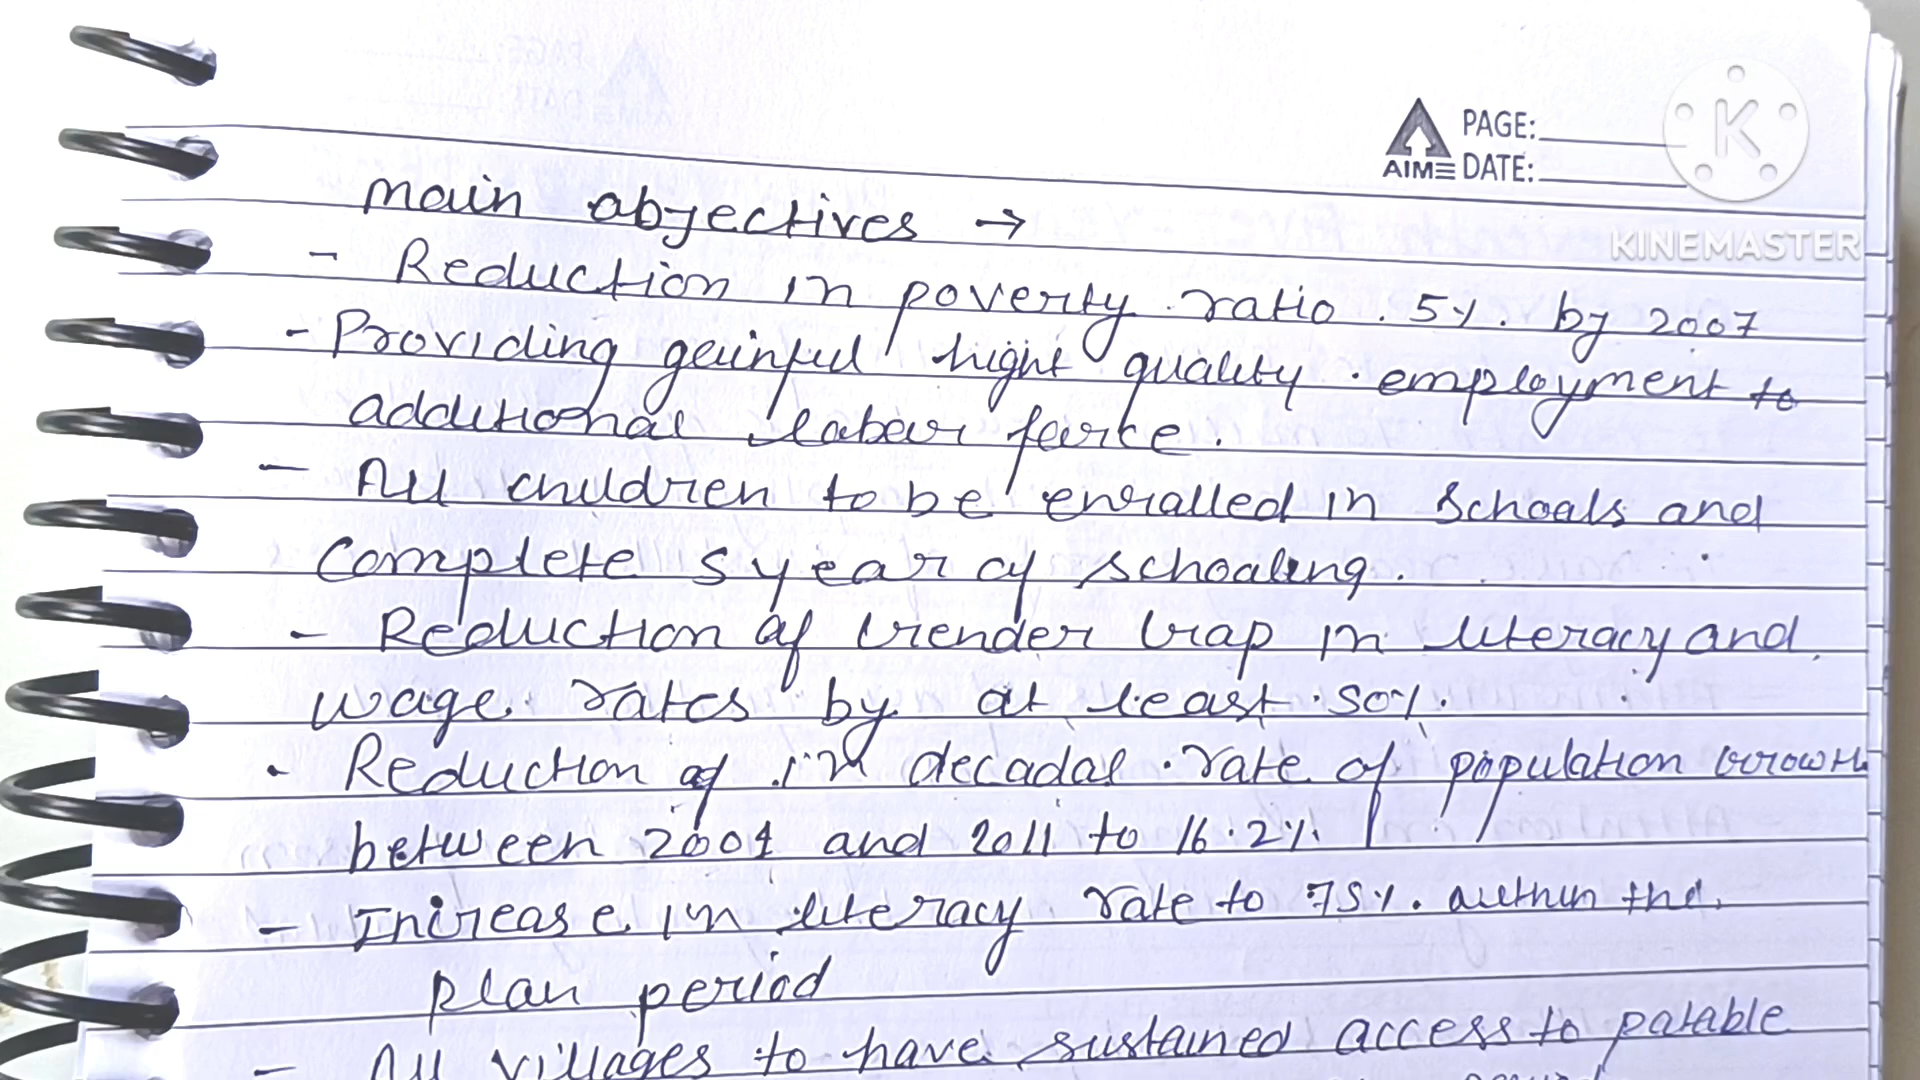 PAGE:
AIM DATE:
K
KINEMASTER
main abjectives →
- Reduction in poverty ratio 5%. by 2007
- Providing gainful hight quality employment to
additional labour force.
- All children to be enrolled in schools and
complete 5 year of schooling.
- Reduction of Gender Gap in literacy and
wage rates by at least 50%.
- Reduction of in decadal rate of population Growth
between 2001 and 2011 to 16.2%.
- Increase in literacy rate to 75%. within the
plan period
- All villages to have sustained access to patable